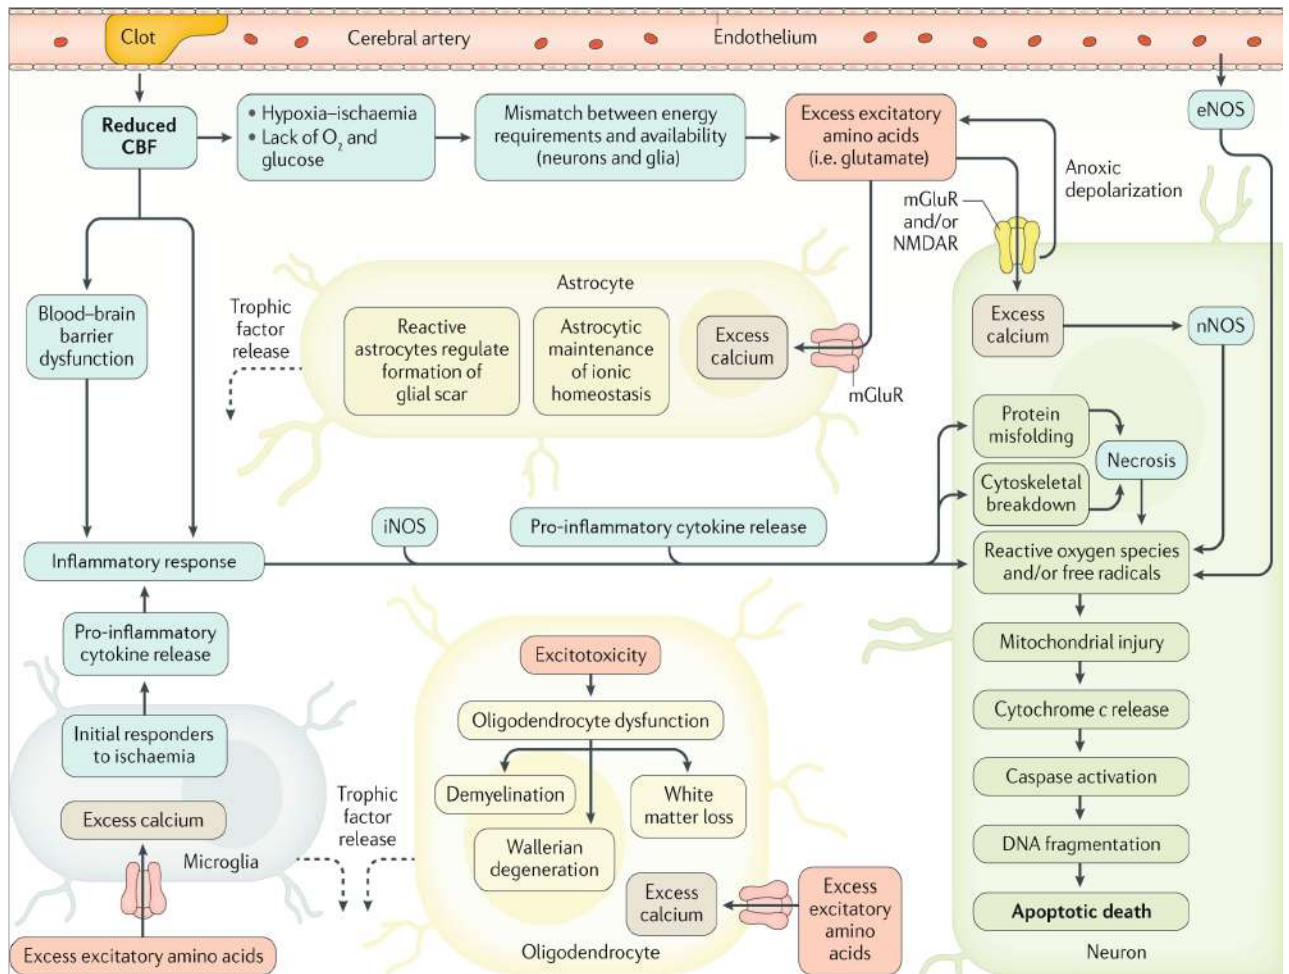 Clot
Cerebral artery
Endothelium
Reduced
CBF
• Hypoxia–ischaemia
• Lack of O₂ and
glucose
Mismatch between energy
requirements and availability
(neurons and glia)
Excess excitatory
amino acids
(i.e. glutamate)
eNOS
Anoxic
depolarization
mGluR
and/or
NMDAR
Blood–brain
barrier
dysfunction
Trophic
factor
release
Astrocyte
Reactive
astrocytes regulate
formation of
glial scar
Astrocytic
maintenance
of ionic
homeostasis
Excess
calcium
mGluR
Excess
calcium
nNOS
Protein
misfolding
Necrosis
Cytoskeletal
breakdown
iNOS
Pro-inflammatory cytokine release
Inflammatory response
Reactive oxygen species
and/or free radicals
Pro-inflammatory
cytokine release
Initial responders
to ischaemia
Excess calcium
Microglia
Excess excitatory amino acids
Trophic
factor
release
Excitotoxicity
Oligodendrocyte dysfunction
Demyelination
White
matter loss
Wallerian
degeneration
Excess
calcium
Excess
excitatory
amino
acids
Oligodendrocyte
Mitochondrial injury
Cytochrome c release
Caspase activation
DNA fragmentation
Apoptotic death
Neuron